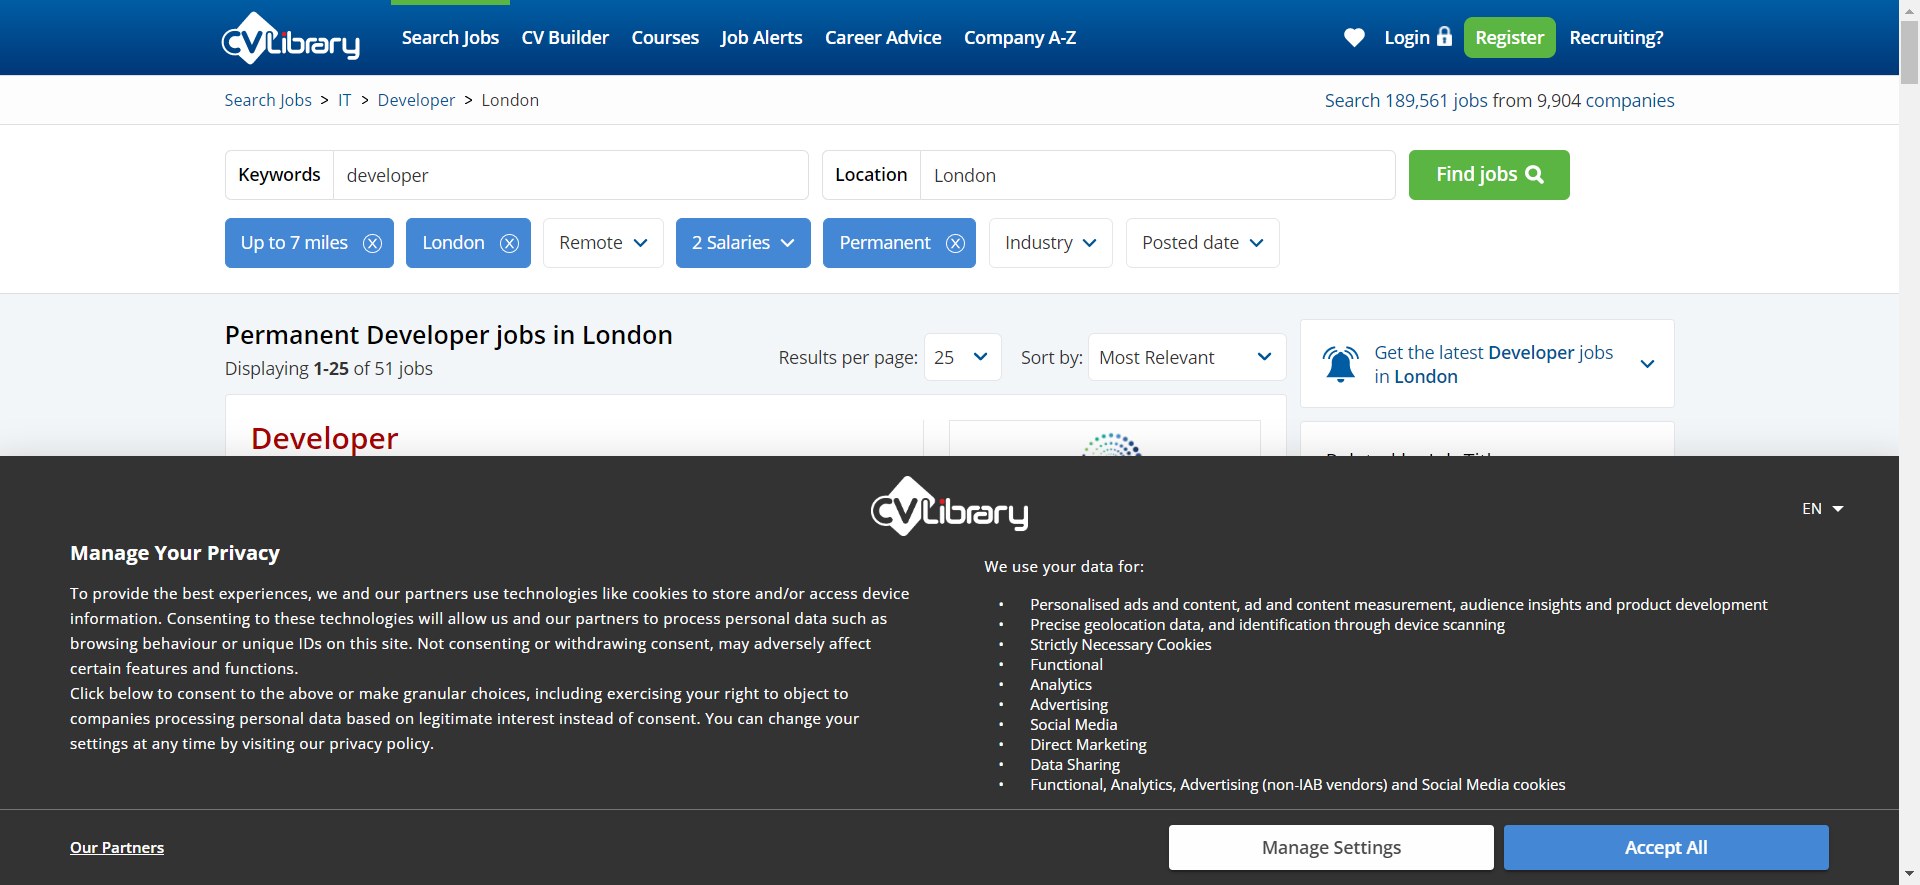 CVLibrary
Search Jobs CV Builder Courses Job Alerts Career Advice Company A-Z Login Register Recruiting?
Search Jobs > IT > Developer > London
Search 189,561 jobs from 9,904 companies
Keywords developer Location London Find jobs
Up to 7 miles London Remote 2 Salaries Permanent Industry Posted date
Permanent Developer jobs in London
Displaying 1-25 of 51 jobs
Results per page: 25 Sort by: Most Relevant
Get the latest Developer jobs
in London
Developer
CVLibrary
EN
Manage Your Privacy
To provide the best experiences, we and our partners use technologies like cookies to store and/or access device
information. Consenting to these technologies will allow us and our partners to process personal data such as
browsing behaviour or unique IDs on this site. Not consenting or withdrawing consent, may adversely affect
certain features and functions.
Click below to consent to the above or make granular choices, including exercising your right to object to
companies processing personal data based on legitimate interest instead of consent. You can change your
settings at any time by visiting our privacy policy.
We use your data for:
• Personalised ads and content, ad and content measurement, audience insights and product development
• Precise geolocation data, and identification through device scanning
• Strictly Necessary Cookies
• Functional
• Analytics
• Advertising
• Social Media
• Direct Marketing
• Data Sharing
• Functional, Analytics, Advertising (non-IAB vendors) and Social Media cookies
Our Partners
Manage Settings
Accept All